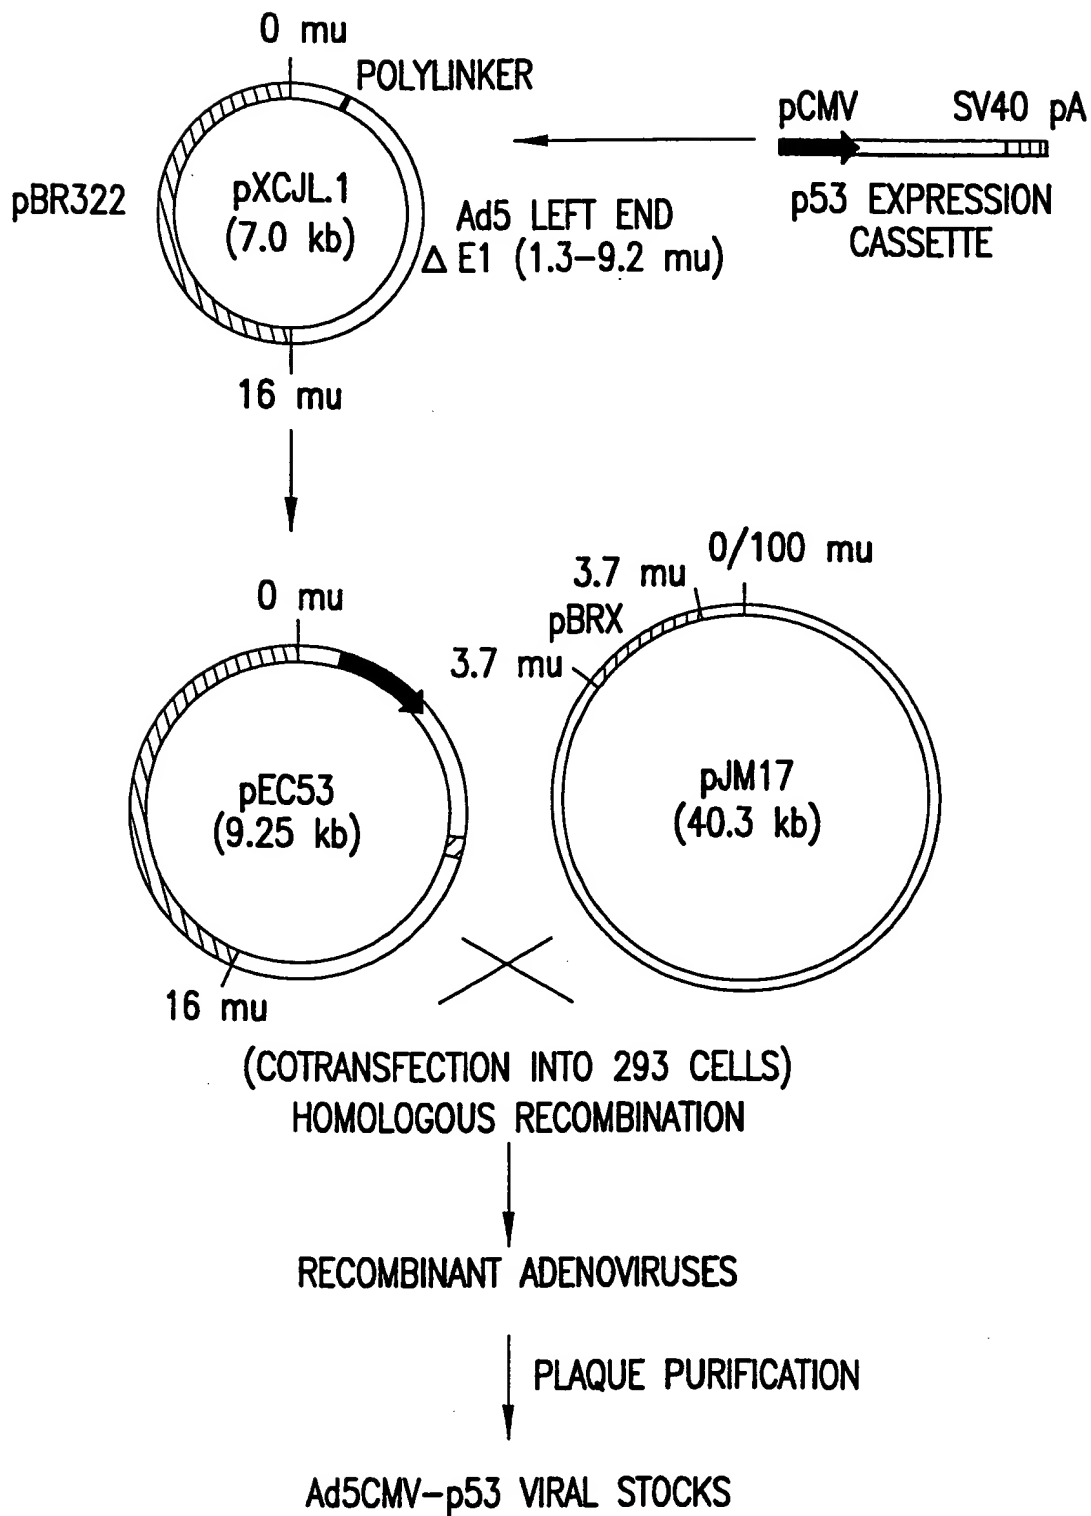 0 mu
POLYLINKER
pCMV SV40 pA
pBR322
pXCJL.1
(7.0 kb)
Ad5 LEFT END
Δ E1 (1.3–9.2 mu)
p53 EXPRESSION
CASSETTE
16 mu
0 mu
0/100 mu
3.7 mu
pBRX
3.7 mu
pEC53
(9.25 kb)
pJM17
(40.3 kb)
16 mu
(COTRANSFECTION INTO 293 CELLS)
HOMOLOGOUS RECOMBINATION
RECOMBINANT ADENOVIRUSES
PLAQUE PURIFICATION
Ad5CMV–p53 VIRAL STOCKS